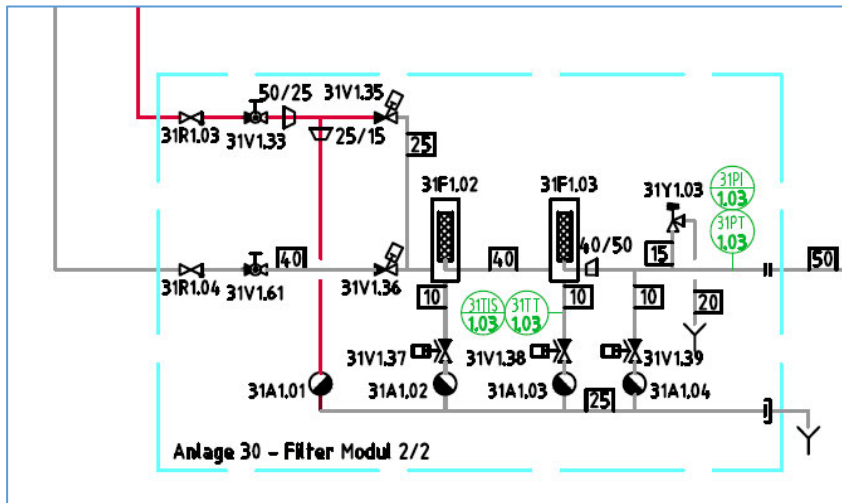 50/25
31V1.35
31R1.03
31V1.33
25/15
25
31F1.02
31F1.03
31Y1.03
31PI
1.03
31PT
1.03
40/50
40
40
15
50
31R1.04
31V1.61
31V1.36
10
31TIS
1.03
31TT
1.03
10
10
20
31V1.37
31V1.38
31V1.39
31A1.01
31A1.02
31A1.03
25
31A1.04
Anlage 30 - Filter Modul 2/2